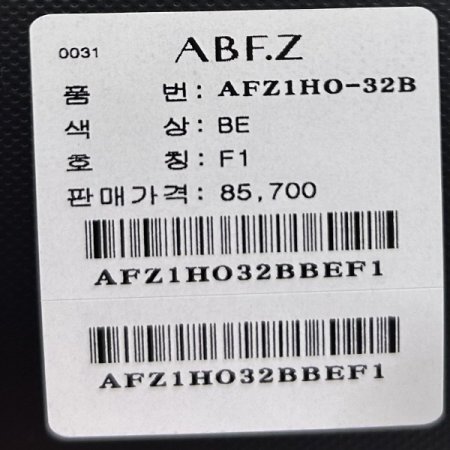 0031 ABF.Z
품 번: AFZ1HO-32B
색 상: BE
호 칭: F1
판매가격: 85,700
AFZ1HO32BBEF1
AFZ1HO32BBEF1